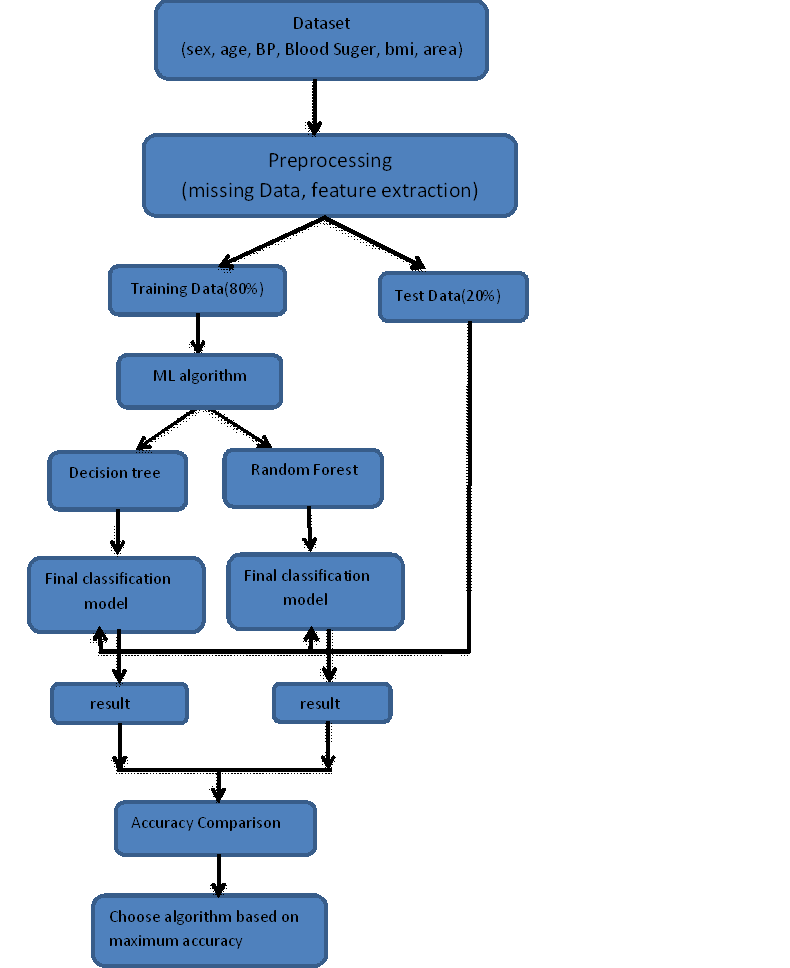 Dataset
(sex, age, BP, Blood Suger, bmi, area)
Preprocessing
(missing Data, feature extraction)
Training Data(80%)
Test Data(20%)
ML algorithm
Decision tree
Random Forest
Final classification
model
Final classification
model
result
result
Accuracy Comparison
Choose algorithm based on
maximum accuracy